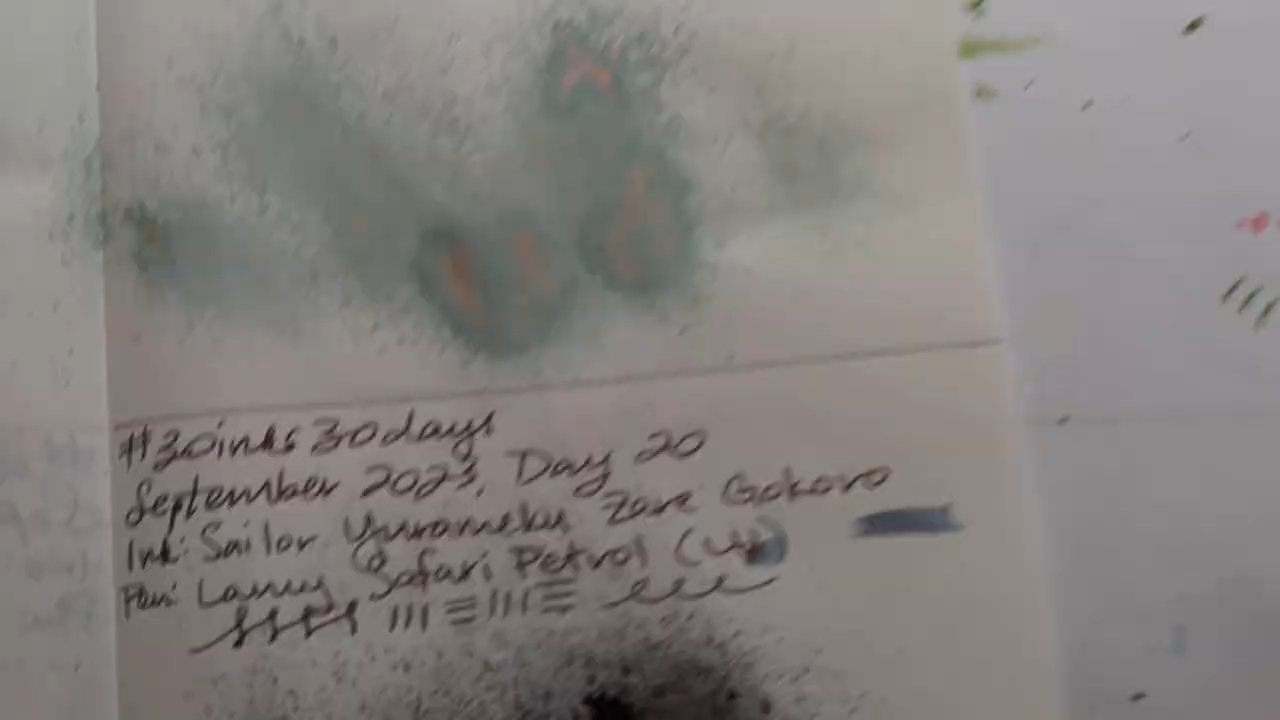 #30inks30days
September 2023, Day 20
Ink: Sailor Yurameku Zare Gokoro
Pen: Lamy Safari Petrol